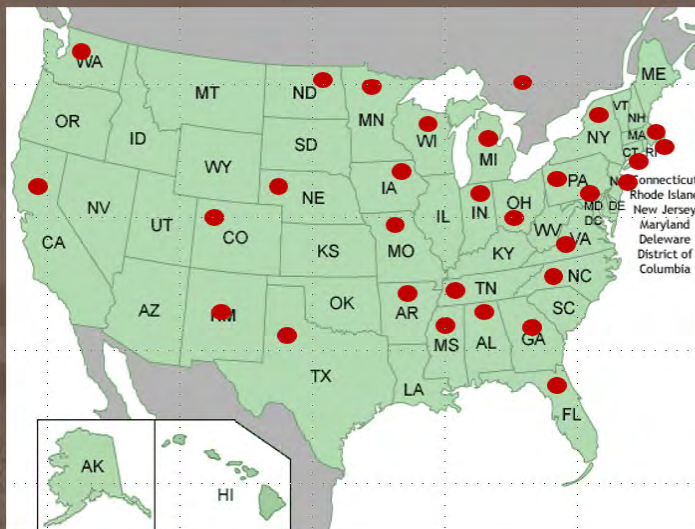 WA
ME
MT
ND
VT
MN
OR
NH
NY
WI
MA
ID
MI
SD
CT
RI
WY
PA
Connecticut
IA
NE
Rhode Island
NV
OH
MD
DE
IL
IN
New Jersey
UT
DC
Maryland
CO
WV
VA
Deleware
CA
KS
MO
KY
District of
Columbia
NC
TN
OK
AZ
NM
AR
SC
MS
AL
GA
TX
LA
FL
AK
HI